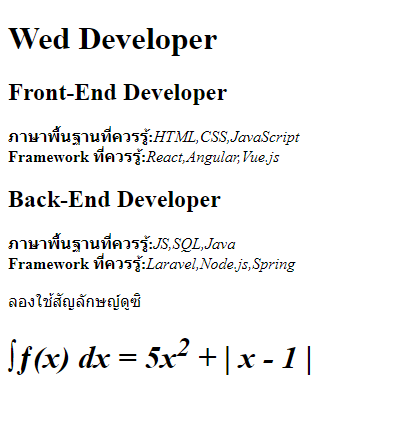 Wed Developer
Front-End Developer
ภาษาพื้นฐานที่ควรรู้:HTML,CSS,JavaScript
Framework ที่ควรรู้:React,Angular,Vue.js
Back-End Developer
ภาษาพื้นฐานที่ควรรู้:JS,SQL,Java
Framework ที่ควรรู้:Laravel,Node.js,Spring
ลองใช้สัญลักษญ์ดูซิ
∫f(x) dx = 5x² + | x - 1 |